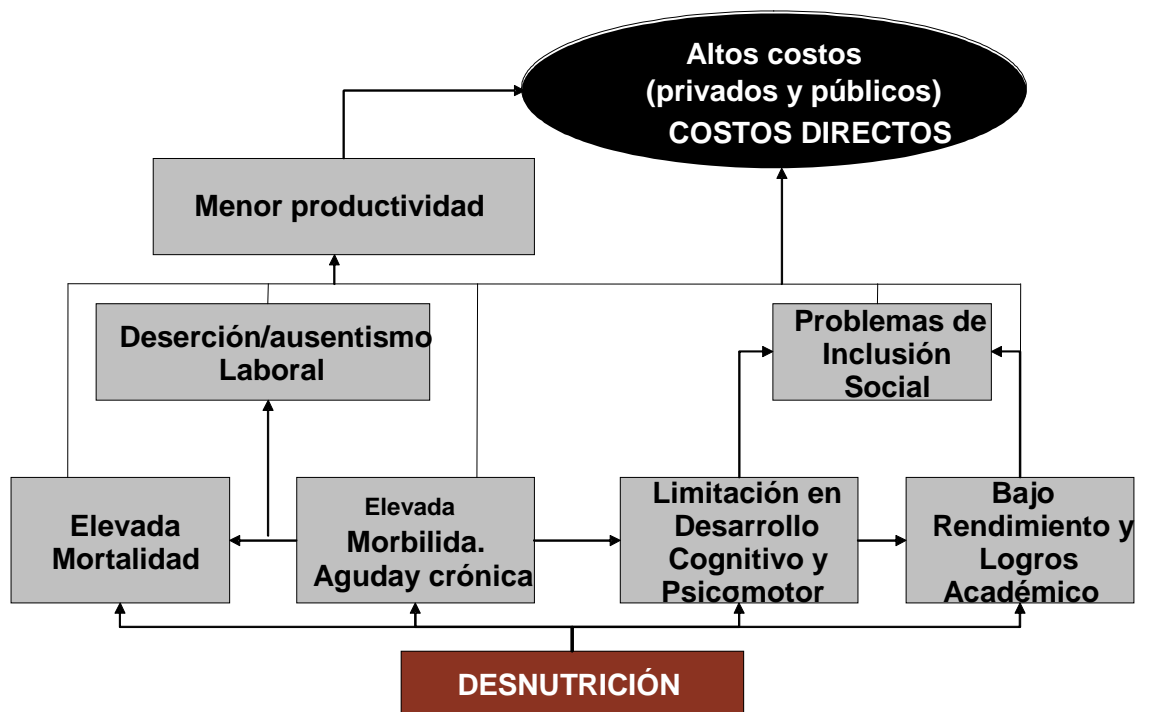 Altos costos
(privados y públicos)
COSTOS DIRECTOS
Menor productividad
Deserción/ausentismo
Laboral
Problemas de
Inclusión
Social
Elevada
Mortalidad
Elevada
Morbilida.
Aguday crónica
Limitación en
Desarrollo
Cognitivo y
Psicomotor
Bajo
Rendimiento y
Logros
Académico
DESNUTRICIÓN